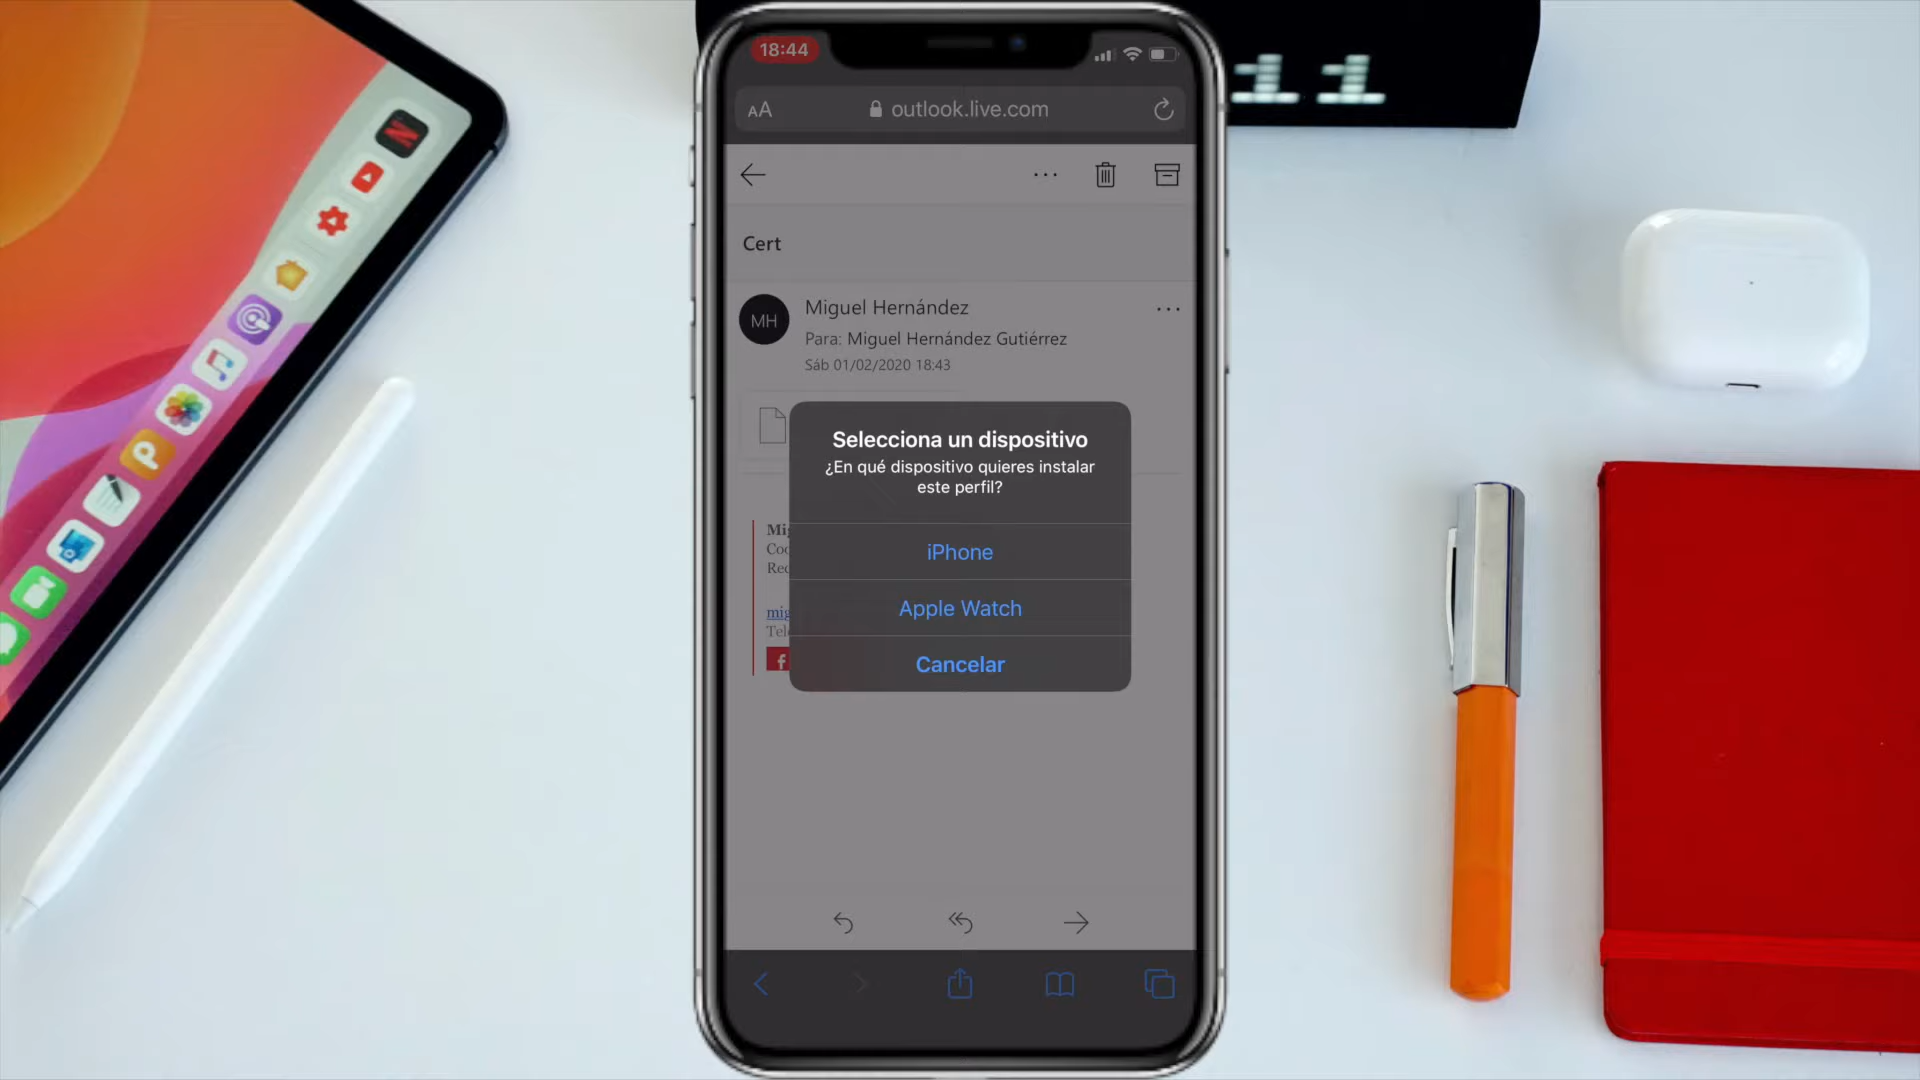 18:44
11
AA
outlook.live.com
Cert
MH
Miguel Hernández
Para: Miguel Hernández Gutiérrez
Sáb 01/02/2020 18:43
Selecciona un dispositivo
¿En qué dispositivo quieres instalar
este perfil?
iPhone
Apple Watch
Cancelar